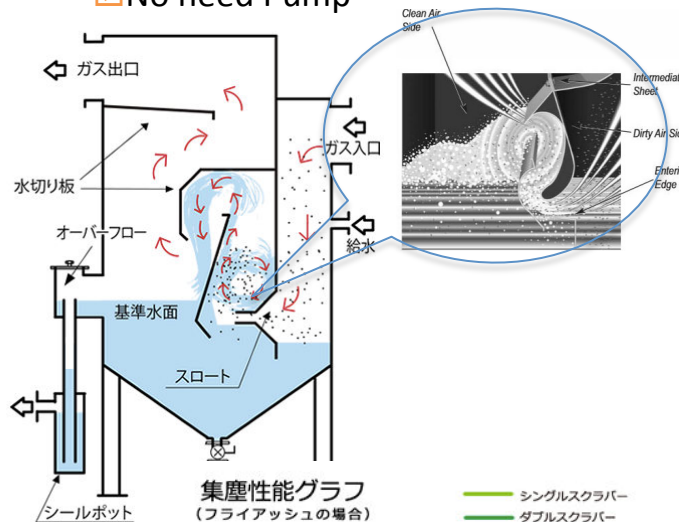 No need Pump
Clean Air
Side
ガス出口
Intermediat
Sheet
Dirty Air Sid
ガス入口
水切り板
Enterin
Edge
オーバーフロー
給水
基準水面
スロート
集塵性能グラフ
(フライアッシュの場合)
シールポット
シングルスクラバー
ダブルスクラバー